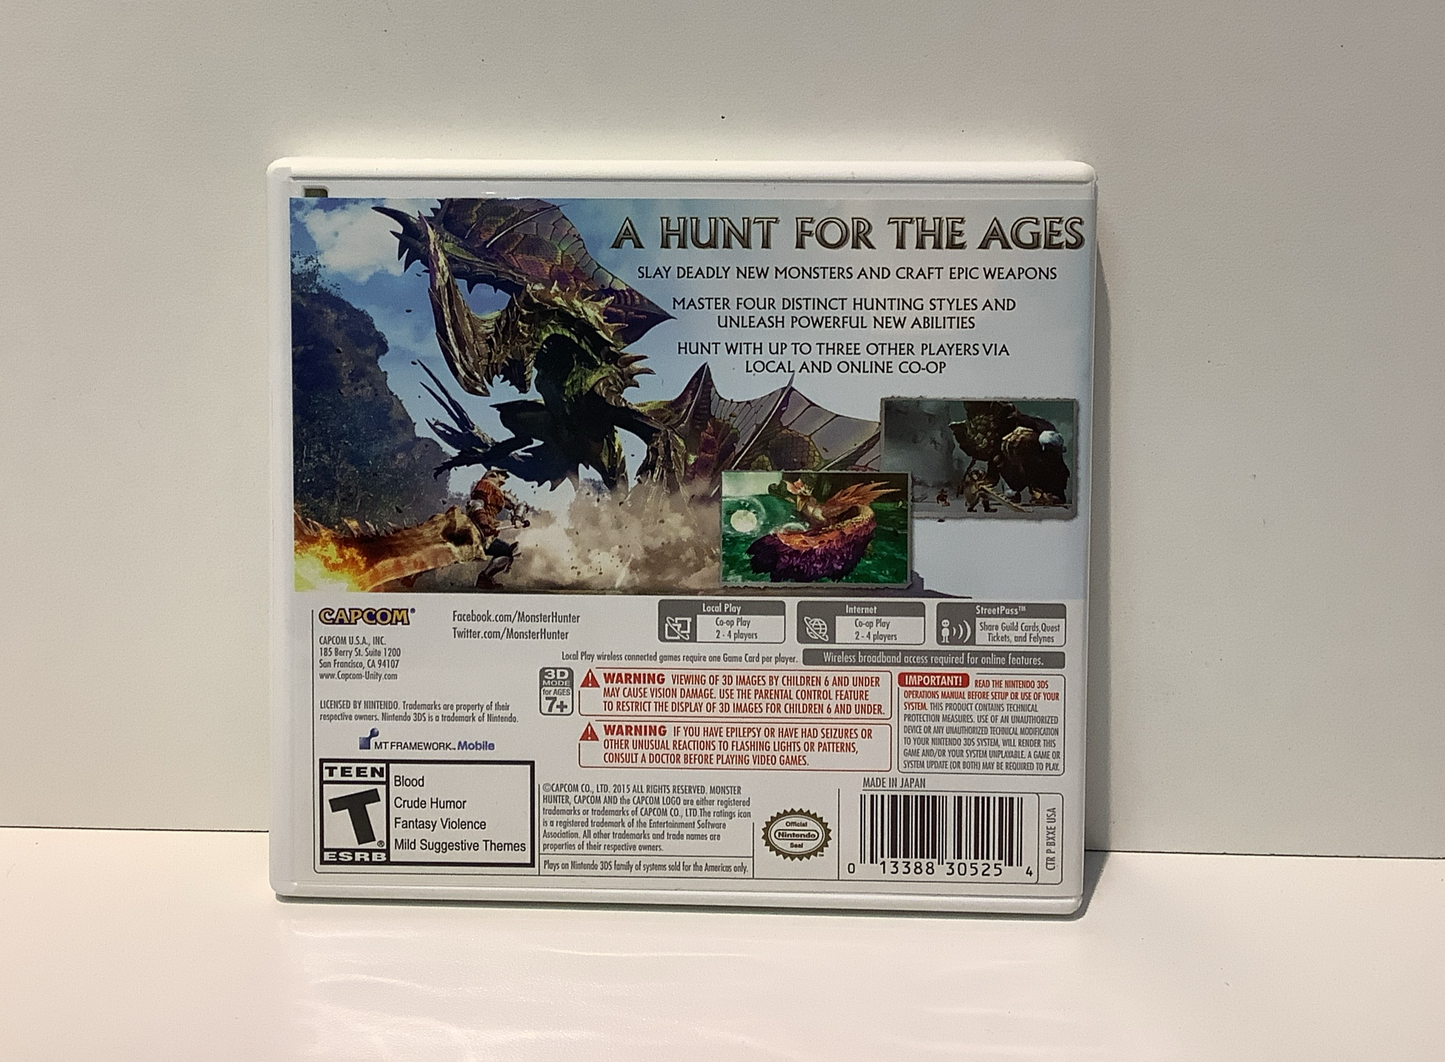 A HUNT FOR THE AGES
SLAY DEADLY NEW MONSTERS AND CRAFT EPIC WEAPONS
MASTER FOUR DISTINCT HUNTING STYLES AND
UNLEASH POWERFUL NEW ABILITIES
HUNT WITH UP TO THREE OTHER PLAYERS VIA
LOCAL AND ONLINE CO-OP
CAPCOM®
CAPCOM U.S.A., INC.
185 Berry St. Suite 1200
San Francisco, CA 94107
www.Capcom-Unity.com
Facebook.com/MonsterHunter
Twitter.com/MonsterHunter
Local Play
Co-op Play
2 - 4 players
Internet
Co-op Play
2 - 4 players
StreetPass™
Share Guild Cards, Quest
Tickets, and Felynes
Local Play wireless connected games require one Game Card per player.
Wireless broadband access required for online features.
3D
MODE
for AGES
7+
WARNING VIEWING OF 3D IMAGES BY CHILDREN 6 AND UNDER
MAY CAUSE VISION DAMAGE. USE THE PARENTAL CONTROL FEATURE
TO RESTRICT THE DISPLAY OF 3D IMAGES FOR CHILDREN 6 AND UNDER.
WARNING IF YOU HAVE EPILEPSY OR HAVE HAD SEIZURES OR
OTHER UNUSUAL REACTIONS TO FLASHING LIGHTS OR PATTERNS,
CONSULT A DOCTOR BEFORE PLAYING VIDEO GAMES.
IMPORTANT! READ THE NINTENDO 3DS
OPERATIONS MANUAL BEFORE SETUP OR USE OF YOUR
SYSTEM. THIS PRODUCT CONTAINS TECHNICAL
PROTECTION MEASURES. USE OF AN UNAUTHORIZED
DEVICE OR ANY UNAUTHORIZED TECHNICAL MODIFICATION
TO YOUR NINTENDO 3DS SYSTEM, WILL RENDER THIS
GAME AND/OR YOUR SYSTEM UNPLAYABLE. A GAME OR
SYSTEM UPDATE (OR BOTH) MAY BE REQUIRED TO PLAY.
LICENSED BY NINTENDO. Trademarks are property of their
respective owners. Nintendo 3DS is a trademark of Nintendo.
MT FRAMEWORK™ Mobile
TEEN
T®
ESRB
Blood
Crude Humor
Fantasy Violence
Mild Suggestive Themes
©CAPCOM CO., LTD. 2015 ALL RIGHTS RESERVED. MONSTER
HUNTER, CAPCOM and the CAPCOM LOGO are either registered
trademarks or trademarks of CAPCOM CO., LTD. The ratings icon
is a registered trademark of the Entertainment Software
Association. All other trademarks and trade names are
properties of their respective owners.
Plays on Nintendo 3DS family of systems sold for the Americas only.
Official
Nintendo
Seal
MADE IN JAPAN
0 13388 30525 4
CTR P BXXE USA